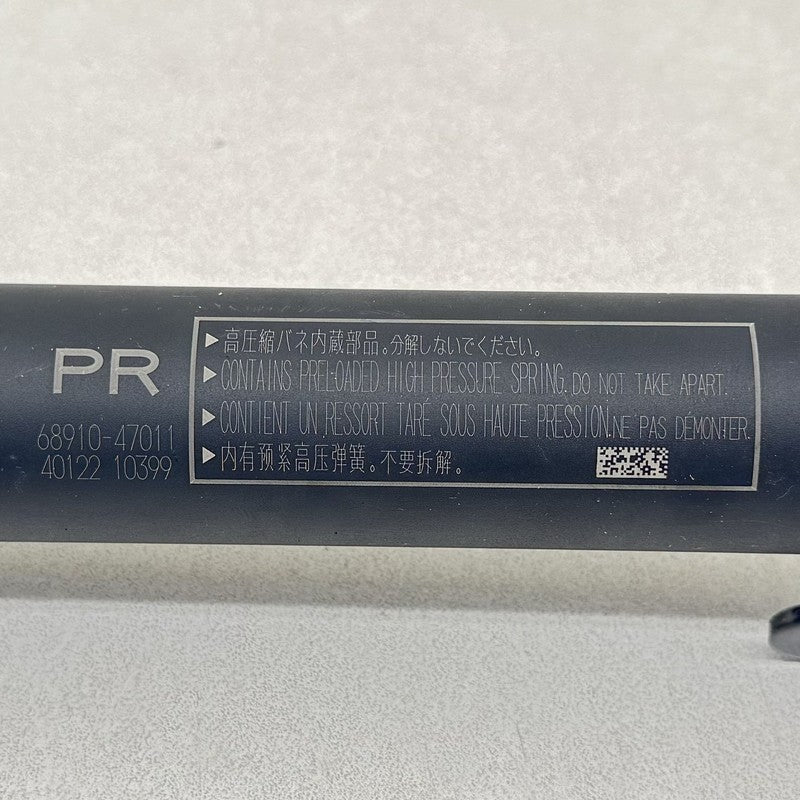 PR
68910-47011
40122 10399
▶高圧縮バネ内蔵部品。分解しないでください。
▶CONTAINS PRELOADED HIGH PRESSURE SPRING. DO NOT TAKE APART.
▶CONTIENT UN RESSORT TARÉ SOUS HAUTE PRESSION.NE PAS DÉMONTER.
▶内有预紧高压弹簧。不要拆解。